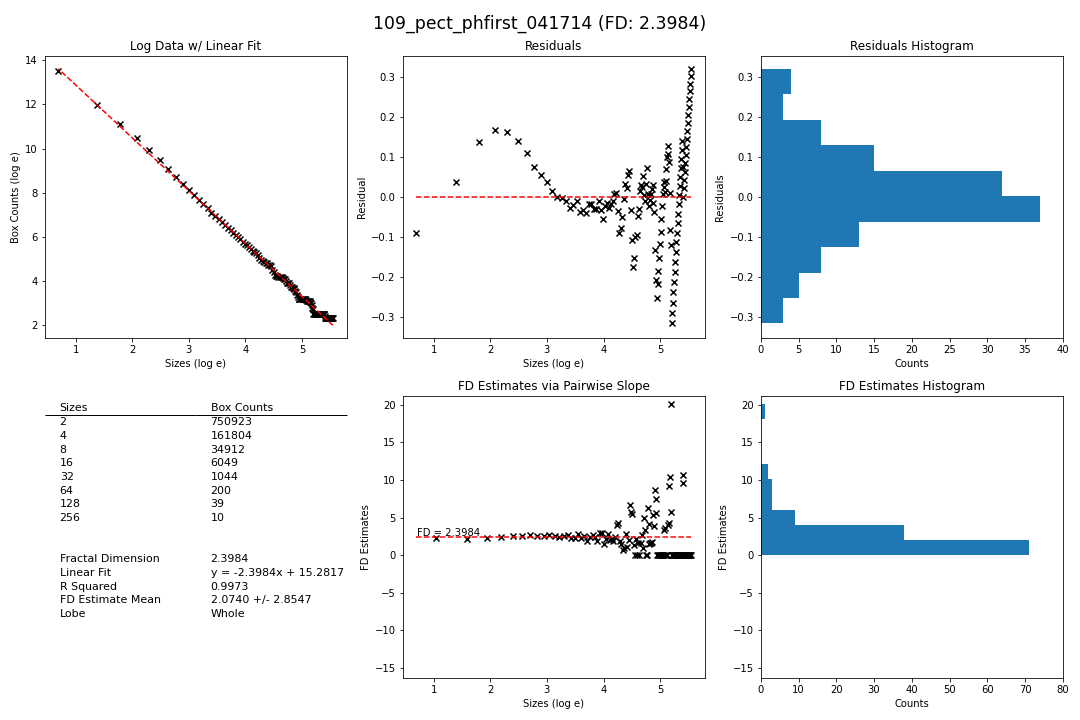 109_pect_phfirst_041714 (FD: 2.3984)
Log Data w/ Linear Fit
14
12
10
8
6
4
2
Box Counts (log e)
1 2 3 4 5
Sizes (log e)
Residuals
0.3
0.2
0.1
0.0
−0.1
−0.2
−0.3
Residual
1 2 3 4 5
Sizes (log e)
Residuals Histogram
0.3
0.2
0.1
0.0
−0.1
−0.2
−0.3
Residuals
0 5 10 15 20 25 30 35 40
Counts
Sizes Box Counts
2 750923
4 161804
8 34912
16 6049
32 1044
64 200
128 39
256 10
Fractal Dimension 2.3984
Linear Fit y = -2.3984x + 15.2817
R Squared 0.9973
FD Estimate Mean 2.0740 +/- 2.8547
Lobe Whole
FD Estimates via Pairwise Slope
20
15
10
5
0
−5
−10
−15
FD Estimates
FD = 2.3984
1 2 3 4 5
Sizes (log e)
FD Estimates Histogram
20
15
10
5
0
−5
−10
−15
FD Estimates
0 10 20 30 40 50 60 70 80
Counts